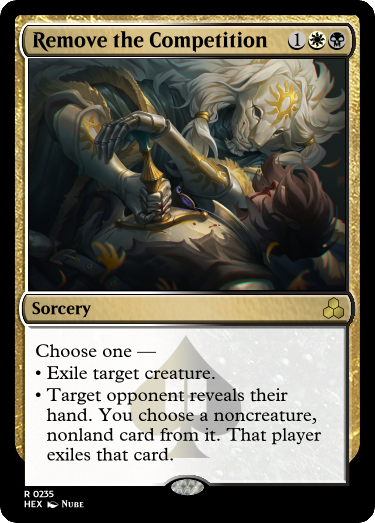 Remove the Competition 1
Sorcery
Choose one —
• Exile target creature.
• Target opponent reveals their
hand. You choose a noncreature,
nonland card from it. That player
exiles that card.
R 0235
HEX Nube